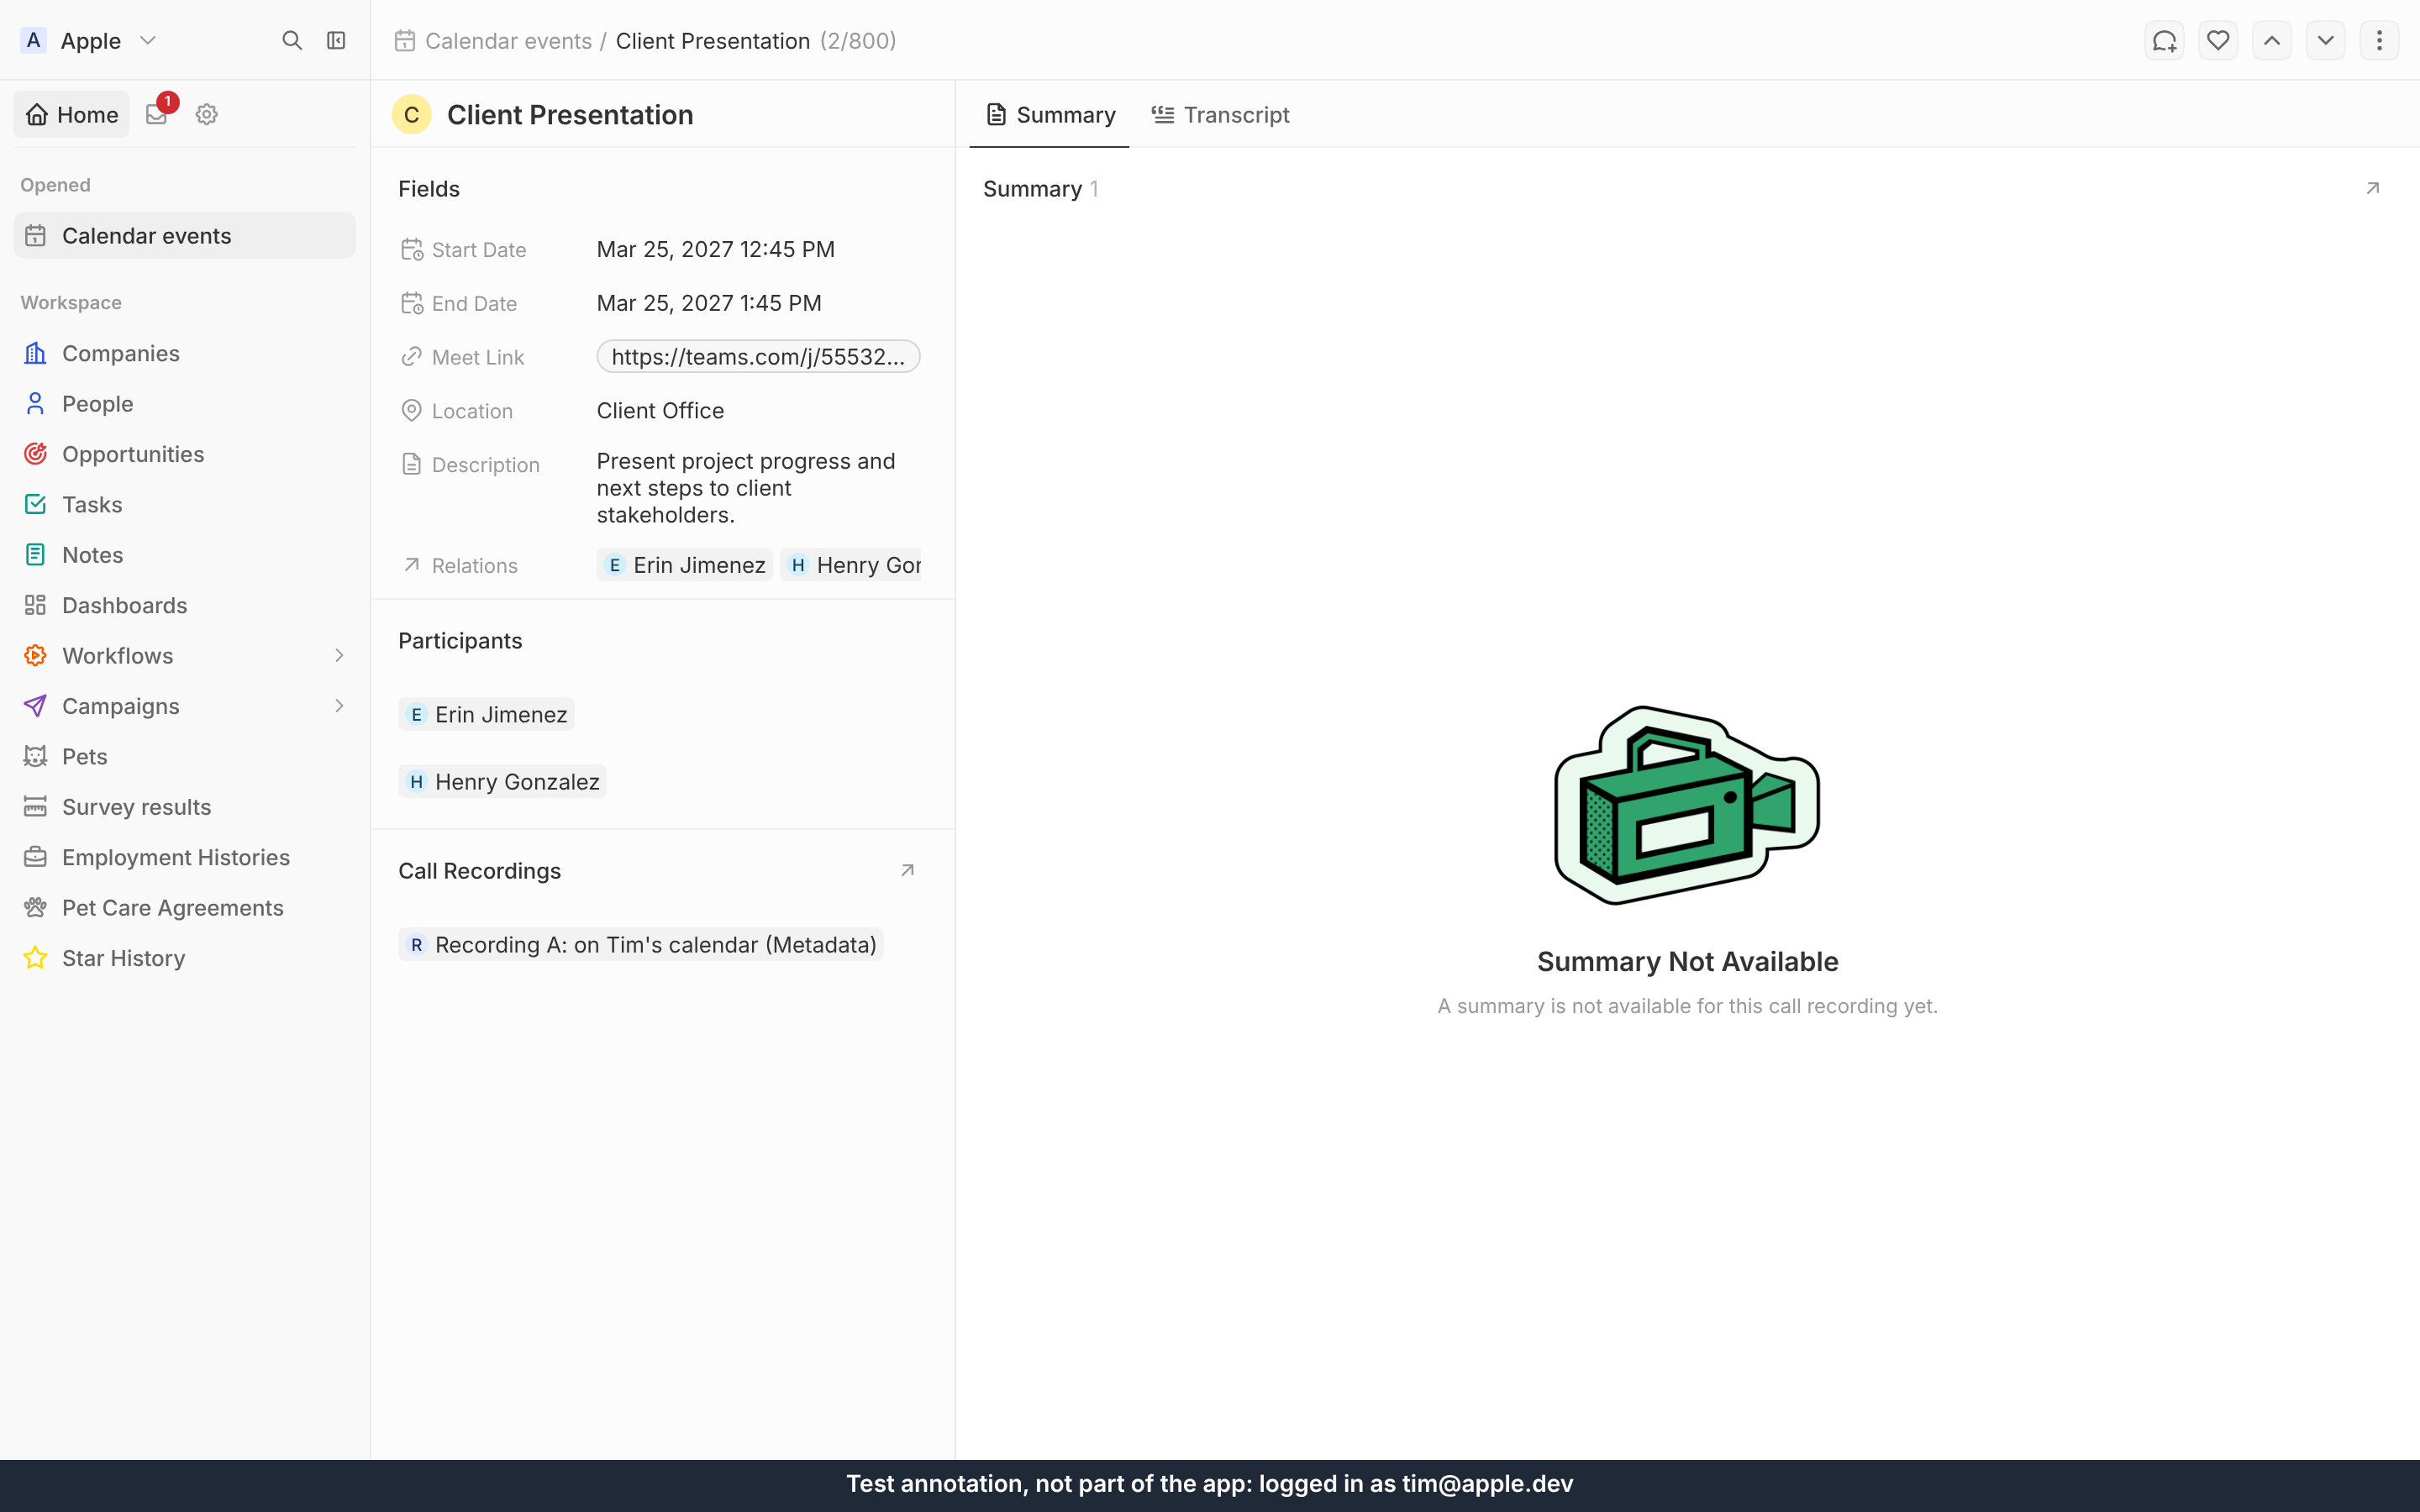 A Apple
Calendar events / Client Presentation (2/800)
Home
1
Opened
Calendar events
Workspace
Companies
People
Opportunities
Tasks
Notes
Dashboards
Workflows
Campaigns
Pets
Survey results
Employment Histories
Pet Care Agreements
Star History
C Client Presentation
Fields
Start Date Mar 25, 2027 12:45 PM
End Date Mar 25, 2027 1:45 PM
Meet Link https://teams.com/j/55532...
Location Client Office
Description Present project progress and
next steps to client
stakeholders.
Relations E Erin Jimenez H Henry Gon
Participants
E Erin Jimenez
H Henry Gonzalez
Call Recordings
R Recording A: on Tim's calendar (Metadata)
Summary Transcript
Summary 1
Summary Not Available
A summary is not available for this call recording yet.
Test annotation, not part of the app: logged in as tim@apple.dev